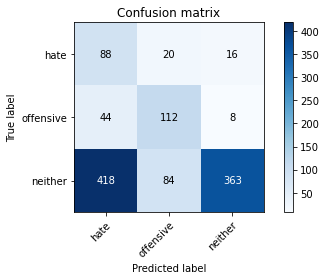 Confusion matrix
hate 88 20 16
offensive 44 112 8
neither 418 84 363
hate offensive neither
Predicted label
True label
400
350
300
250
200
150
100
50